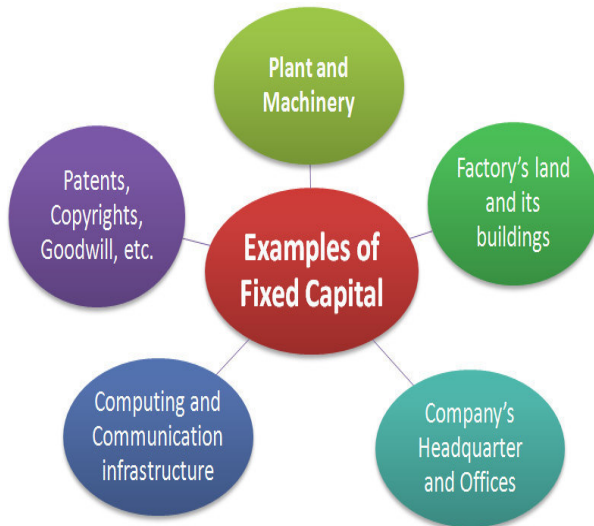 Plant and
Machinery
Patents,
Copyrights,
Goodwill, etc.
Factory's land
and its
buildings
Examples of
Fixed Capital
Computing and
Communication
infrastructure
Company's
Headquarter
and Offices